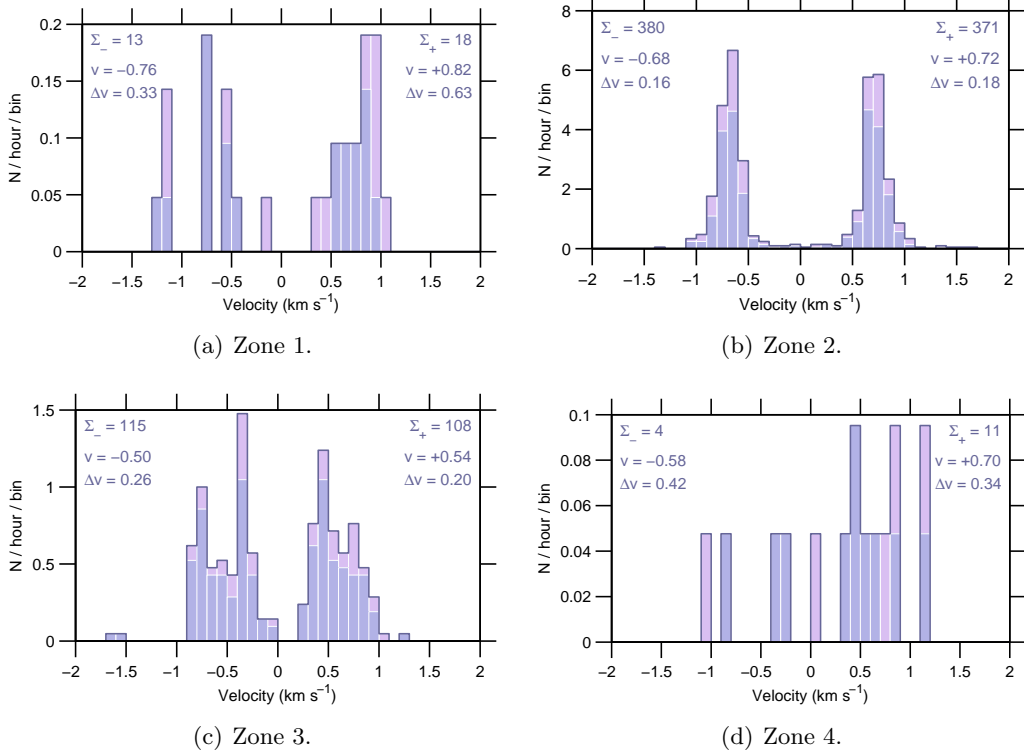 0.2
0.15
0.1
0.05
0
N / hour / bin
Σ− = 13
v = −0.76
Δv = 0.33
Σ+ = 18
v = +0.82
Δv = 0.63
−2 −1.5 −1 −0.5 0 0.5 1 1.5 2
Velocity (km s−1)
(a) Zone 1.
8
6
4
2
0
N / hour / bin
Σ− = 380
v = −0.68
Δv = 0.16
Σ+ = 371
v = +0.72
Δv = 0.18
−2 −1.5 −1 −0.5 0 0.5 1 1.5 2
Velocity (km s−1)
(b) Zone 2.
1.5
1
0.5
0
N / hour / bin
Σ− = 115
v = −0.50
Δv = 0.26
Σ+ = 108
v = +0.54
Δv = 0.20
−2 −1.5 −1 −0.5 0 0.5 1 1.5 2
Velocity (km s−1)
(c) Zone 3.
0.1
0.08
0.06
0.04
0.02
0
N / hour / bin
Σ− = 4
v = −0.58
Δv = 0.42
Σ+ = 11
v = +0.70
Δv = 0.34
−2 −1.5 −1 −0.5 0 0.5 1 1.5 2
Velocity (km s−1)
(d) Zone 4.